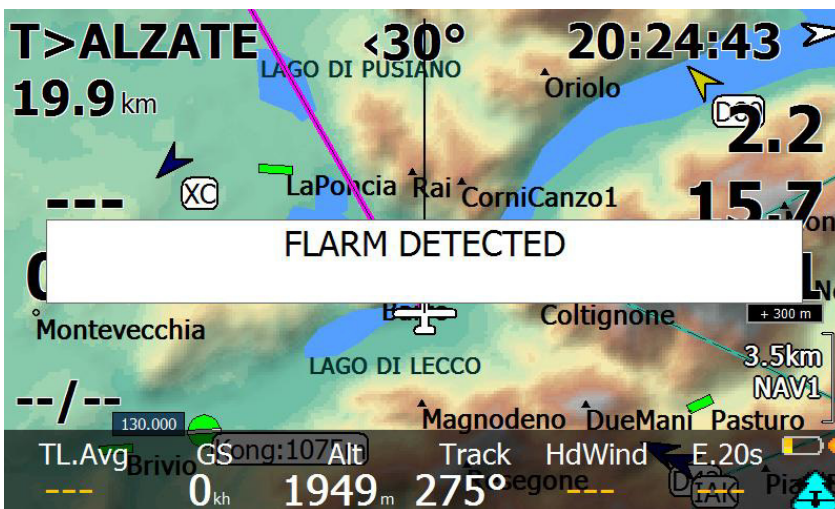 T>ALZATE <30° 20:24:43
LAGO DI PUSIANO
19.9 km
Oriolo
2.2
XC
LaPoncia Rai CorniCanzo1
---
15.7
FLARM DETECTED
Montevecchia
Coltignone
+ 300 m
LAGO DI LECCO
3.5km
NAV1
--/--
130.000
Magnodeno DueMani Pasturo
TL.Avg GS Alt Track HdWind E.20s
Brivio
--- 0kh 1949m 275° --- ---
IAK